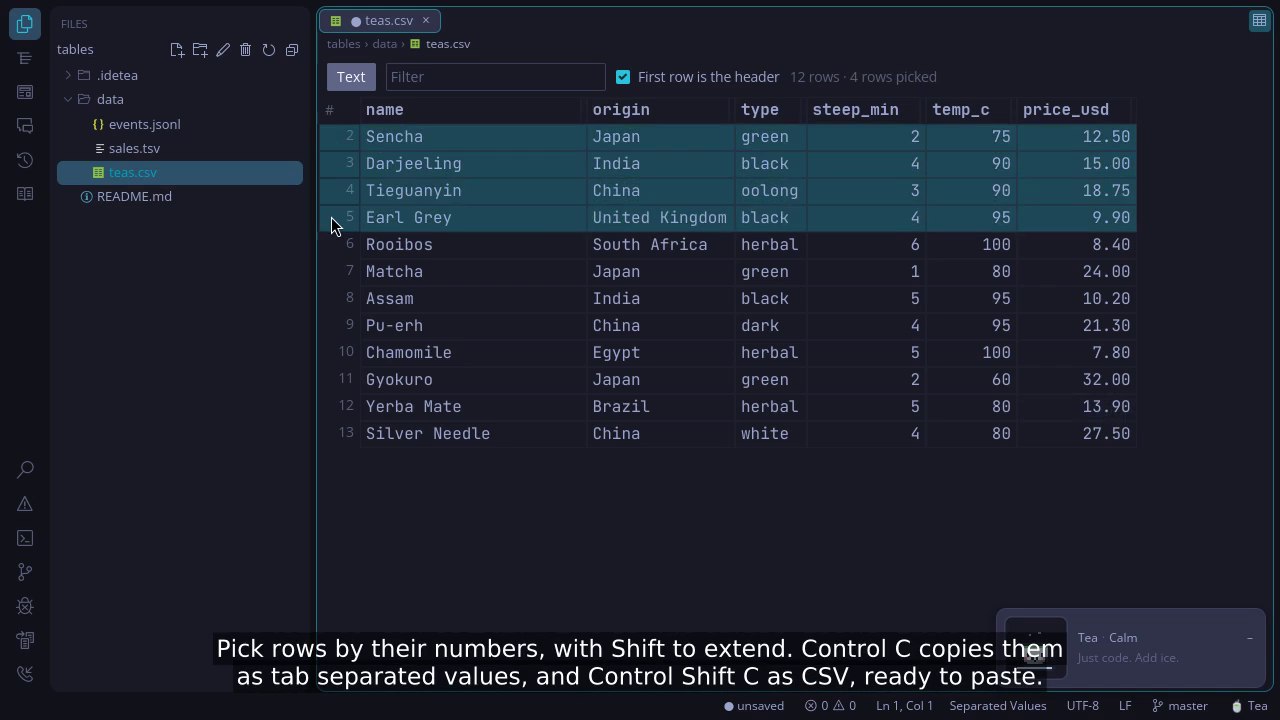 FILES
tables
.idetea
data
events.jsonl
sales.tsv
teas.csv
README.md
teas.csv ×
tables › data › teas.csv
Text Filter First row is the header 12 rows · 4 rows picked
# name origin type steep_min temp_c price_usd
2 Sencha Japan green 2 75 12.50
3 Darjeeling India black 4 90 15.00
4 Tieguanyin China oolong 3 90 18.75
5 Earl Grey United Kingdom black 4 95 9.90
6 Rooibos South Africa herbal 6 100 8.40
7 Matcha Japan green 1 80 24.00
8 Assam India black 5 95 10.20
9 Pu-erh China dark 4 95 21.30
10 Chamomile Egypt herbal 5 100 7.80
11 Gyokuro Japan green 2 60 32.00
12 Yerba Mate Brazil herbal 5 80 13.90
13 Silver Needle China white 4 80 27.50
Tea · Calm
Just code. Add ice.
Pick rows by their numbers, with Shift to extend. Control C copies them
as tab separated values, and Control Shift C as CSV, ready to paste.
unsaved 0 0 Ln 1, Col 1 Separated Values UTF-8 LF master Tea